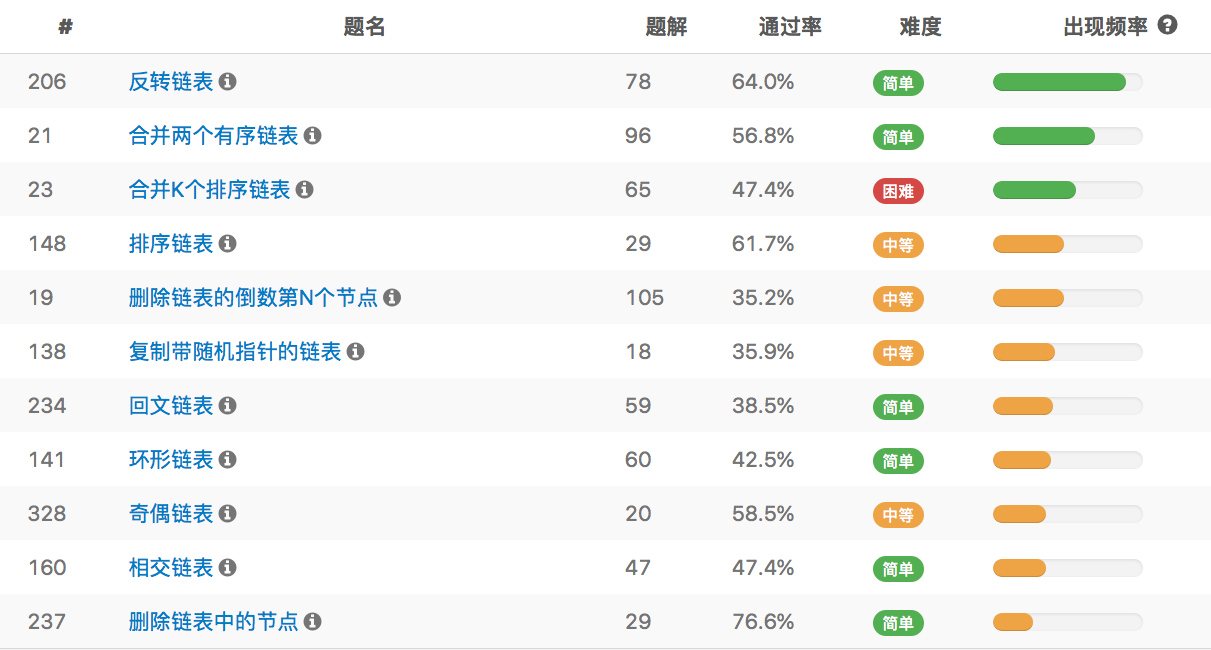 # 题名 题解 通过率 难度 出现频率
206 反转链表 78 64.0% 简单
21 合并两个有序链表 96 56.8% 简单
23 合并K个排序链表 65 47.4% 困难
148 排序链表 29 61.7% 中等
19 删除链表的倒数第N个节点 105 35.2% 中等
138 复制带随机指针的链表 18 35.9% 中等
234 回文链表 59 38.5% 简单
141 环形链表 60 42.5% 简单
328 奇偶链表 20 58.5% 中等
160 相交链表 47 47.4% 简单
237 删除链表中的节点 29 76.6% 简单